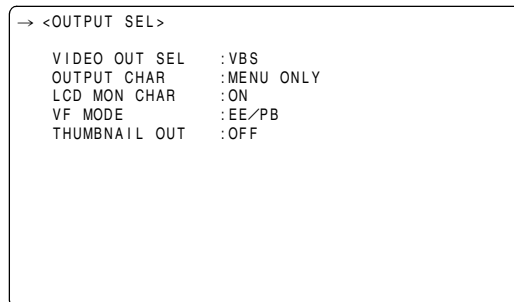 → <OUTPUT SEL>
VIDEO OUT SEL :VBS
OUTPUT CHAR :MENU ONLY
LCD MON CHAR :ON
VF MODE :EE/PB
THUMBNAIL OUT :OFF